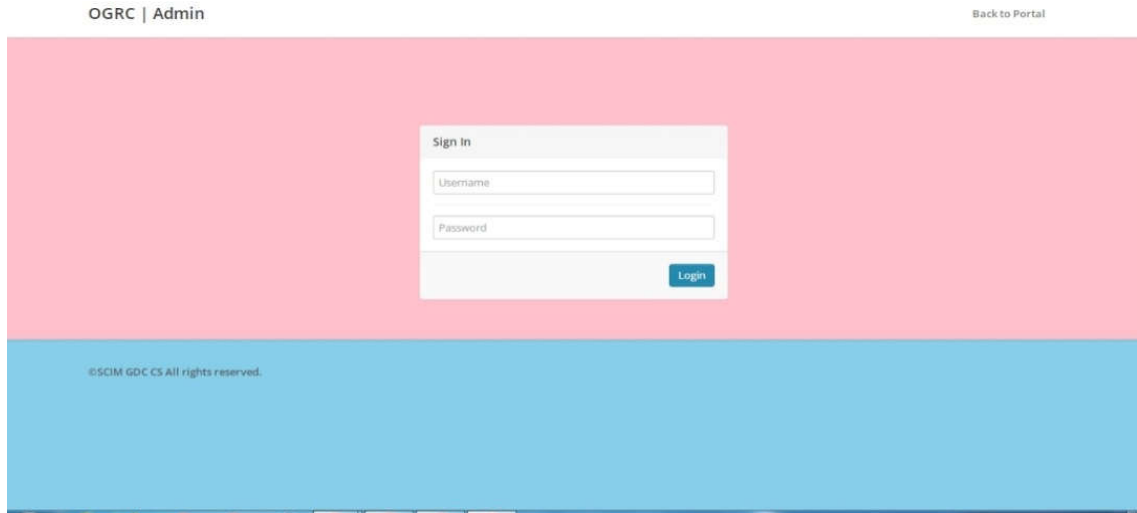 OGRC | Admin
Back to Portal
Sign In
Username
Password
Login
©SCIM GDC CS All rights reserved.